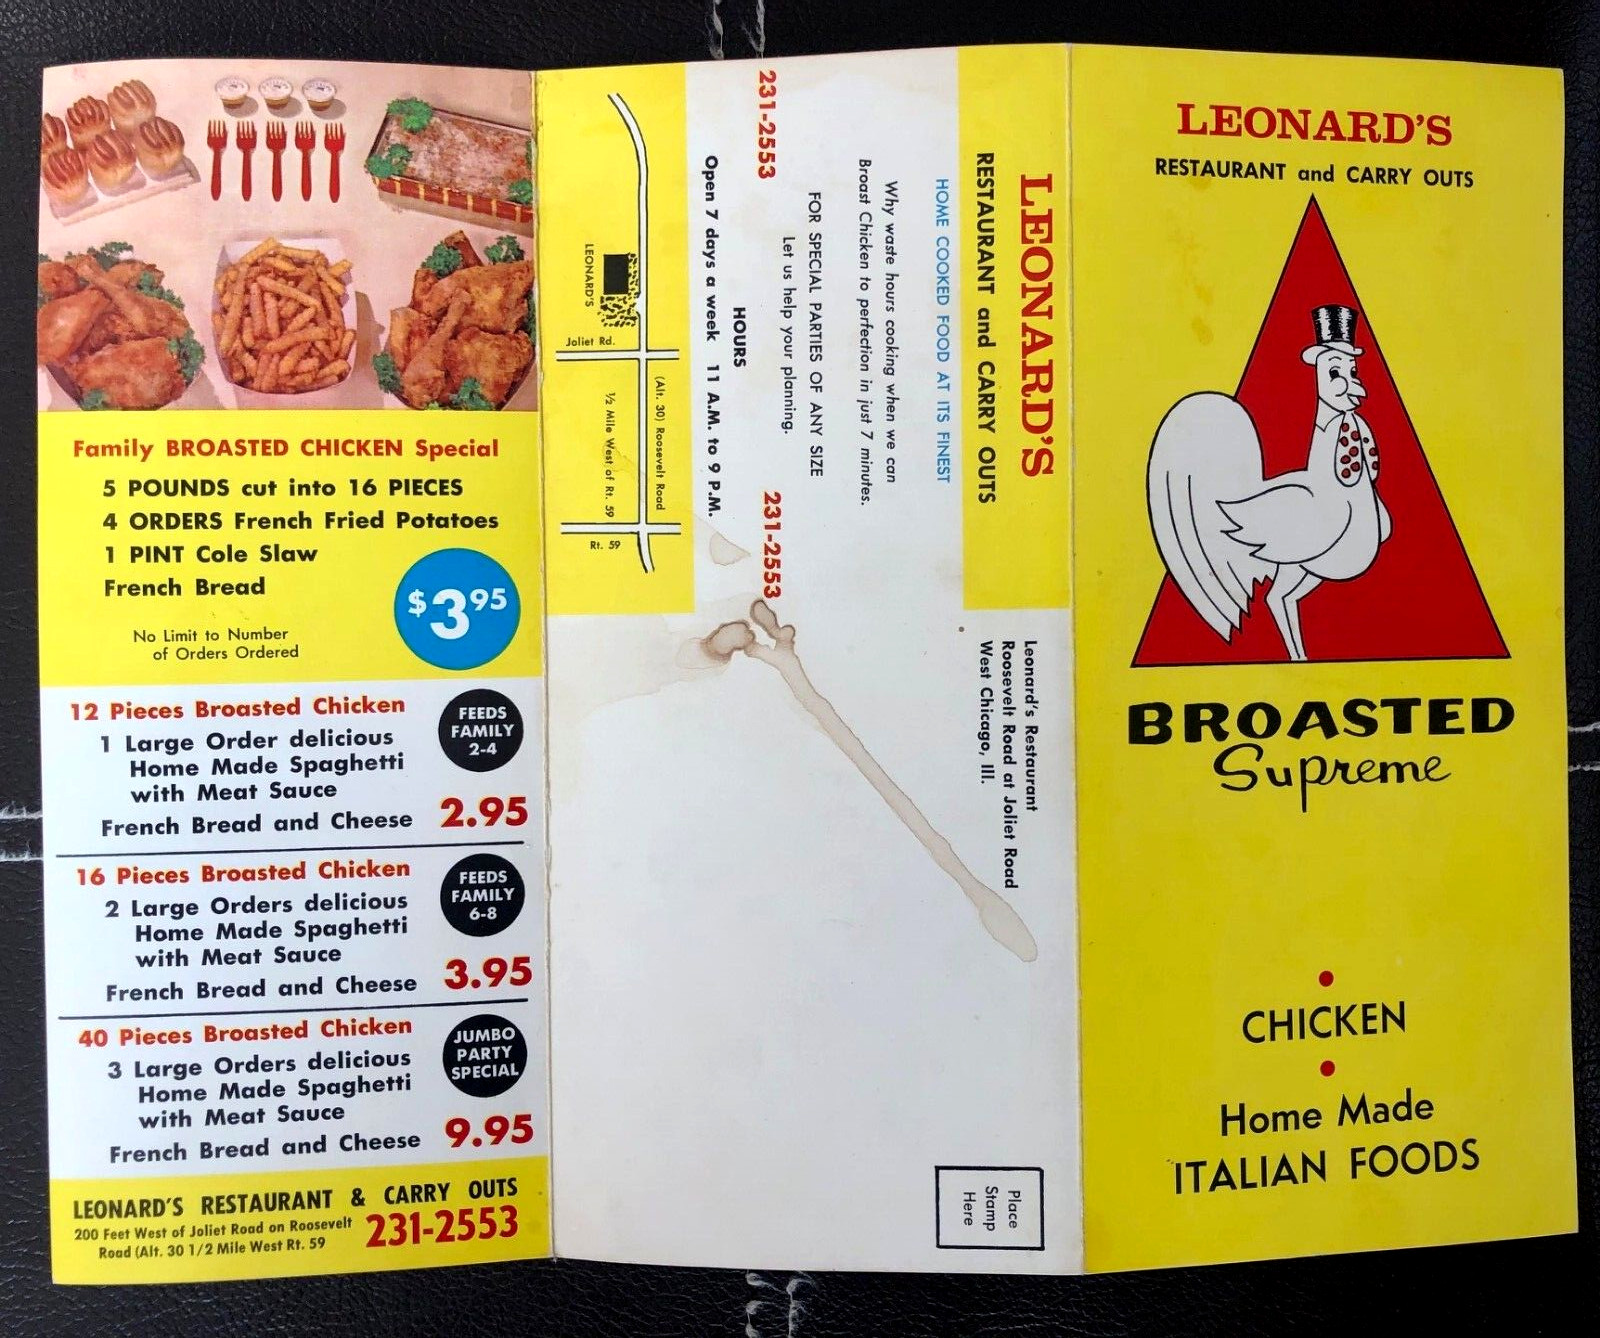 Family BROASTED CHICKEN Special
5 POUNDS cut into 16 PIECES
4 ORDERS French Fried Potatoes
1 PINT Cole Slaw
French Bread
$3 95
No Limit to Number
of Orders Ordered
12 Pieces Broasted Chicken
1 Large Order delicious
Home Made Spaghetti
with Meat Sauce
French Bread and Cheese
FEEDS
FAMILY
2-4
2.95
16 Pieces Broasted Chicken
2 Large Orders delicious
Home Made Spaghetti
with Meat Sauce
French Bread and Cheese
FEEDS
FAMILY
6-8
3.95
40 Pieces Broasted Chicken
3 Large Orders delicious
Home Made Spaghetti
with Meat Sauce
French Bread and Cheese
JUMBO
PARTY
SPECIAL
9.95
LEONARD'S RESTAURANT & CARRY OUTS
200 Feet West of Joliet Road on Roosevelt
Road (Alt. 30 1/2 Mile West Rt. 59
231-2553
LEONARD'S
RESTAURANT and CARRY OUTS
HOME COOKED FOOD AT ITS FINEST
Why waste hours cooking when we can
Broast Chicken to perfection in just 7 minutes.
FOR SPECIAL PARTIES OF ANY SIZE
Let us help your planning.
231-2553
231-2553
HOURS
Open 7 days a week 11 A.M. to 9 P.M.
(Alt. 30) Roosevelt Road
½ Mile West of Rt. 59
LEONARD'S
Joliet Rd.
Rt. 59
Leonard's Restaurant
Roosevelt Road at Joliet Road
West Chicago, Ill.
Place
Stamp
Here
LEONARD'S
RESTAURANT and CARRY OUTS
BROASTED
Supreme
• CHICKEN
• Home Made
ITALIAN FOODS